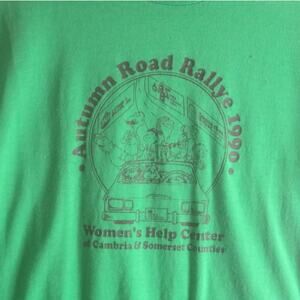 • Autumn Road Rallye 1990 •
Women's Help Center
of Cambria & Somerset Counties